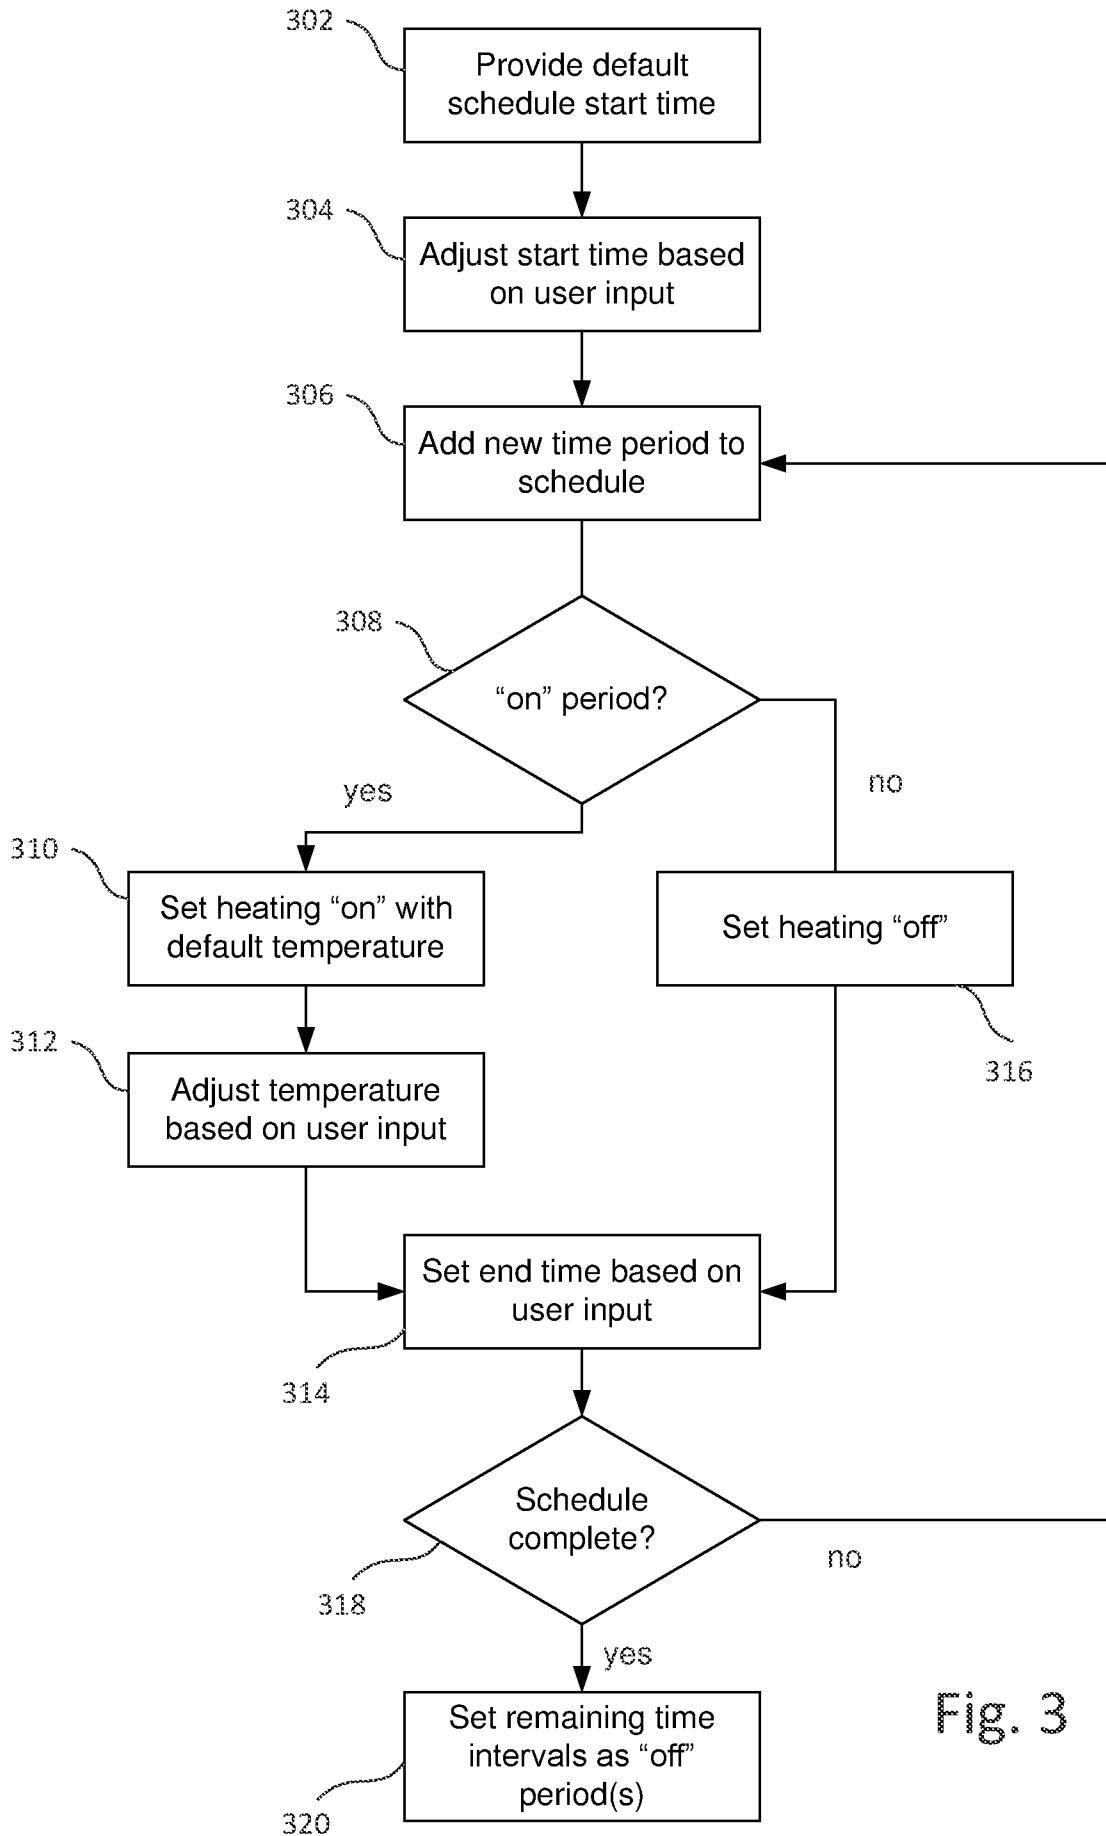 302
Provide default
schedule start time
304
Adjust start time based
on user input
306
Add new time period to
schedule
308
“on” period?
yes
no
310
Set heating “on” with
default temperature
Set heating “off”
312
316
Adjust temperature
based on user input
Set end time based on
user input
314
Schedule
complete?
no
318
yes
Set remaining time
intervals as “off”
period(s)
320
Fig. 3